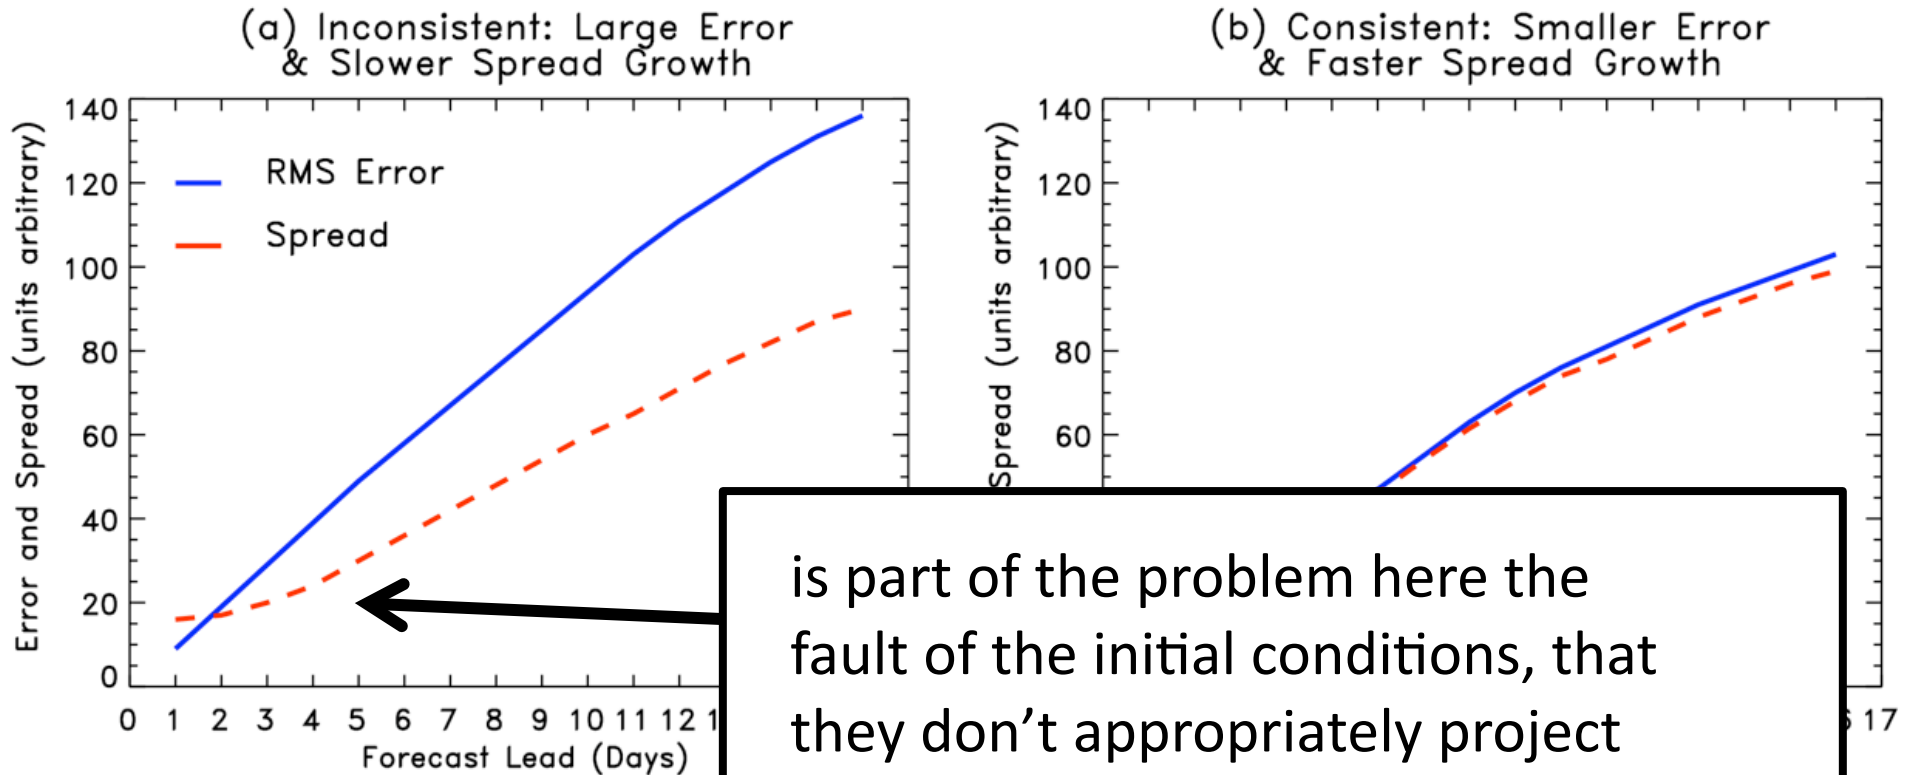 (a) Inconsistent: Large Error
& Slower Spread Growth
140
120
100
80
60
40
20
0
Error and Spread (units arbitrary)
RMS Error
Spread
0 1 2 3 4 5 6 7 8 9 10 11 12 1
Forecast Lead (Days)
(b) Consistent: Smaller Error
& Faster Spread Growth
140
120
100
80
60
Spread (units arbitrary)
17
is part of the problem here the
fault of the initial conditions, that
they don't appropriately project